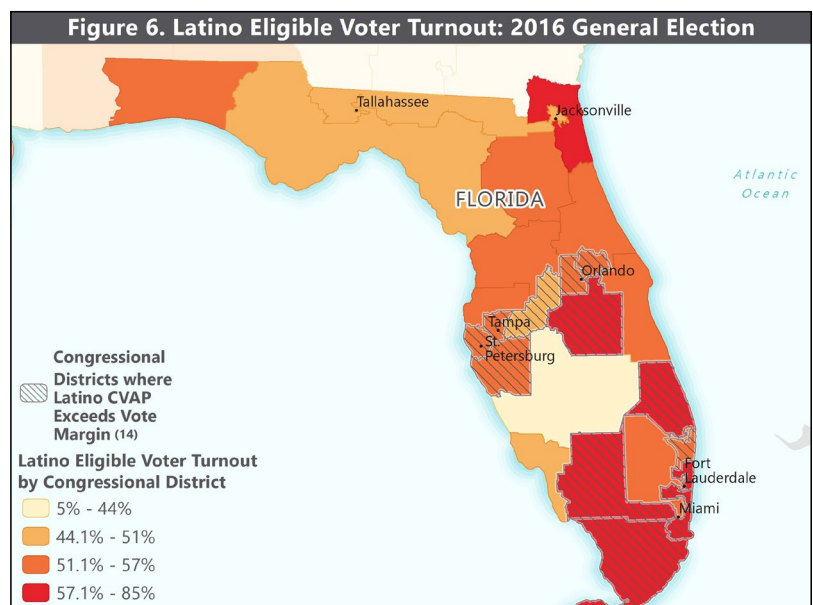 Figure 6. Latino Eligible Voter Turnout: 2016 General Election
Tallahassee
Jacksonville
Atlantic
Ocean
FLORIDA
Orlando
Tampa
St.
Petersburg
Congressional
Districts where
Latino CVAP
Exceeds Vote
Margin (14)
Fort
Lauderdale
Miami
Latino Eligible Voter Turnout
by Congressional District
5% - 44%
44.1% - 51%
51.1% - 57%
57.1% - 85%